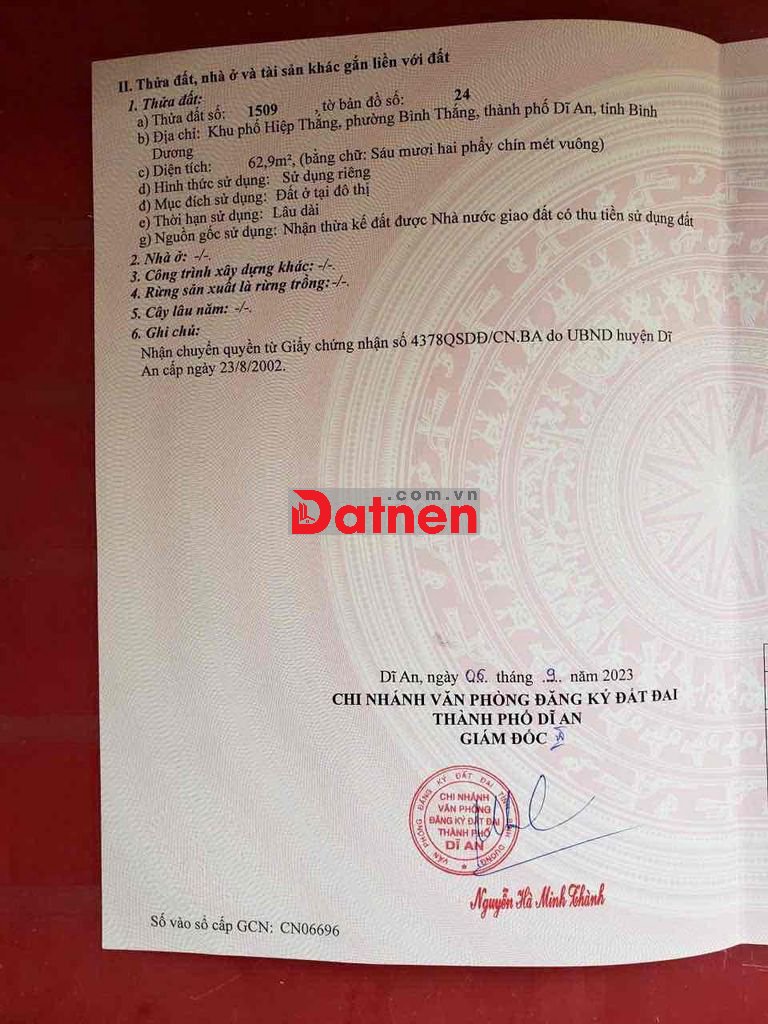 II. Thửa đất, nhà ở và tài sản khác gắn liền với đất
1. Thửa đất:
a) Thửa đất số: 1509 , tờ bản đồ số: 24
b) Địa chỉ: Khu phố Hiệp Thắng, phường Bình Thắng, thành phố Dĩ An, tỉnh Bình
Dương
c) Diện tích: 62,9m², (bằng chữ: Sáu mươi hai phẩy chín mét vuông)
d) Hình thức sử dụng: Sử dụng riêng
đ) Mục đích sử dụng: Đất ở tại đô thị
e) Thời hạn sử dụng: Lâu dài
g) Nguồn gốc sử dụng: Nhận thừa kế đất được Nhà nước giao đất có thu tiền sử dụng đất
2. Nhà ở: -/-.
3. Công trình xây dựng khác: -/-.
4. Rừng sản xuất là rừng trồng: -/-.
5. Cây lâu năm: -/-.
6. Ghi chú:
Nhận chuyển quyền từ Giấy chứng nhận số 4378QSDĐ/CN.BA do UBND huyện Dĩ
An cấp ngày 23/8/2002.
.com.vn
Datnen
Dĩ An, ngày 06 tháng 9 năm 2023
CHI NHÁNH VĂN PHÒNG ĐĂNG KÝ ĐẤT ĐAI
THÀNH PHỐ DĨ AN
GIÁM ĐỐC
VĂN PHÒNG ĐĂNG KÝ ĐẤT ĐAI TỈNH BÌNH DƯƠNG
CHI NHÁNH
VĂN PHÒNG
ĐĂNG KÝ ĐẤT ĐAI
THÀNH PHỐ
DĨ AN
Nguyễn Hà Minh Thành
Số vào sổ cấp GCN: CN06696